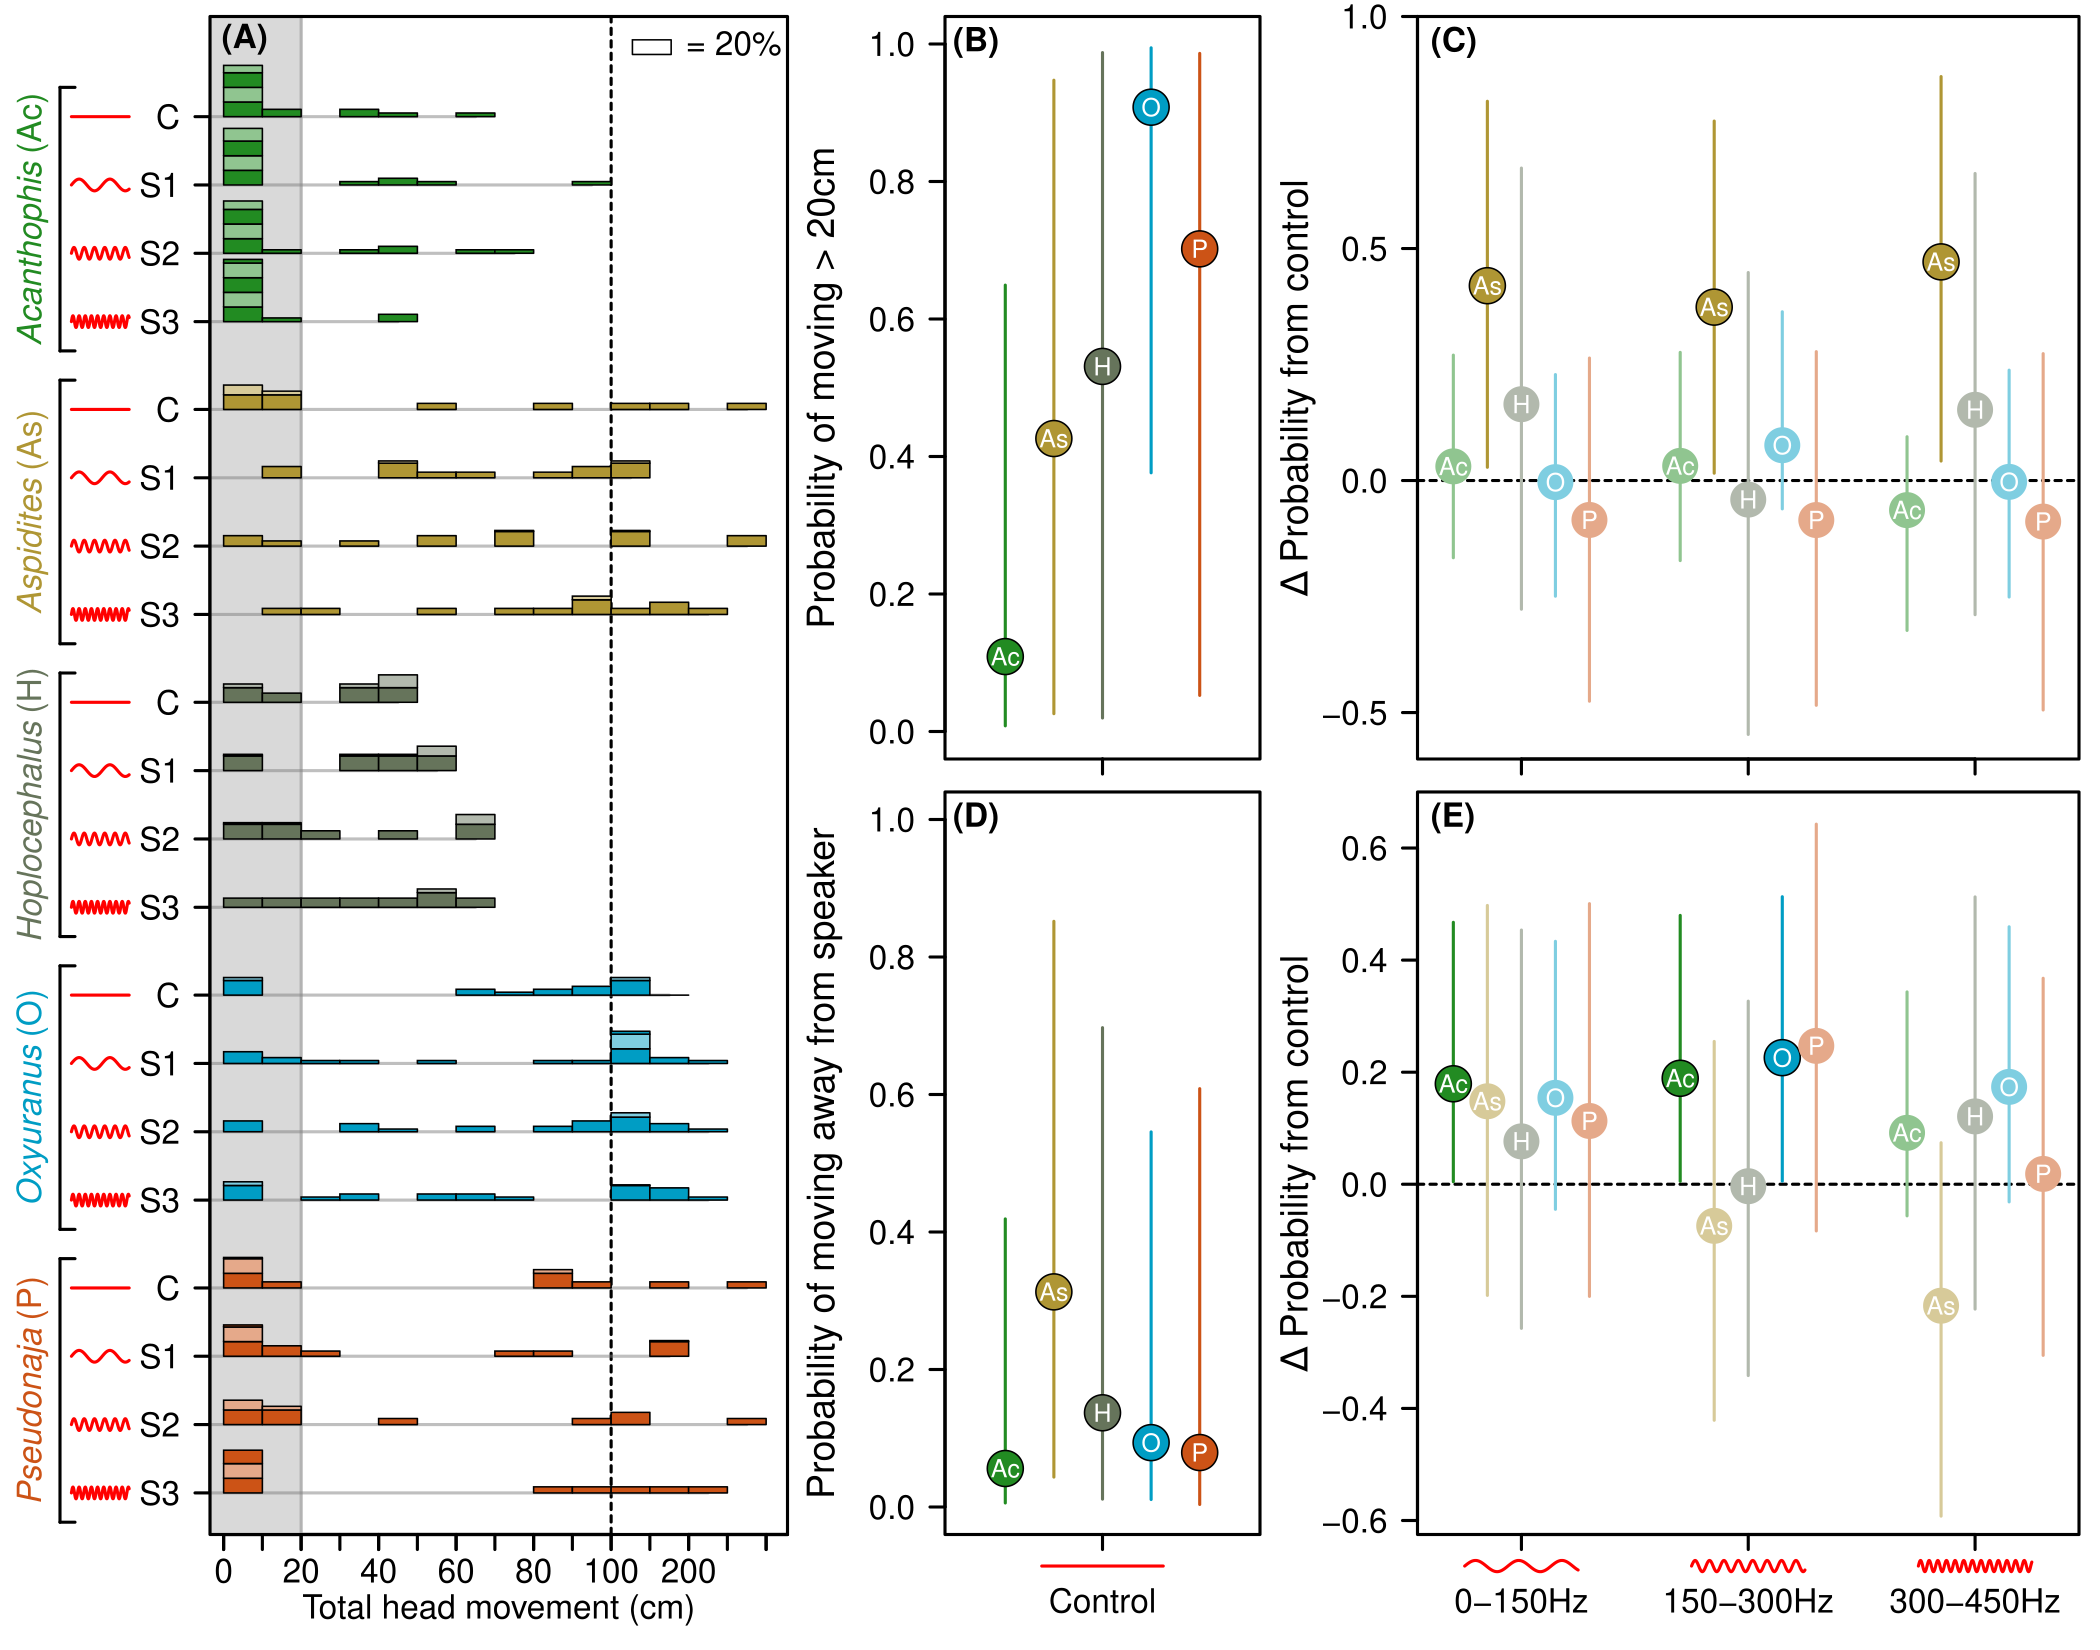 (A)
= 20%
Acanthophis (Ac)
C
S1
S2
S3
Aspidites (As)
C
S1
S2
S3
Hoplocephalus (H)
C
S1
S2
S3
Oxyuranus (O)
C
S1
S2
S3
Pseudonaja (P)
C
S1
S2
S3
0 20 40 60 80 100 200
Total head movement (cm)
(B)
Probability of moving > 20cm
1.0
0.8
0.6
0.4
0.2
0.0
Ac As H O P
(C)
Δ Probability from control
1.0
0.5
0.0
−0.5
Ac As H O P
Ac As H O P
Ac As H O P
(D)
Probability of moving away from speaker
1.0
0.8
0.6
0.4
0.2
0.0
Ac As H O P
Control
(E)
Δ Probability from control
0.6
0.4
0.2
0.0
−0.2
−0.4
−0.6
Ac As H O P
Ac As H O P
Ac As H O P
0−150Hz 150−300Hz 300−450Hz